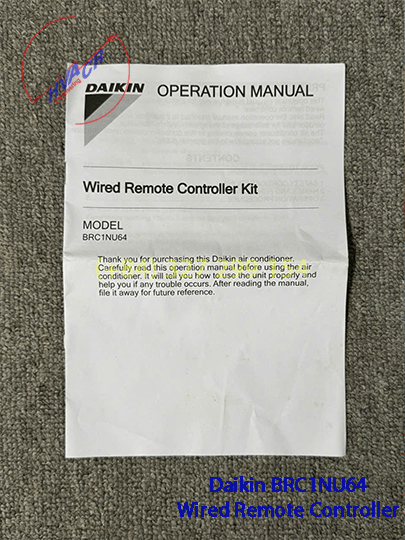 HVACR
DAIKIN
OPERATION MANUAL
CONTENTS
Wired Remote Controller Kit
MODEL
BRC1NU64
Thank you for purchasing this Daikin air conditioner.
Carefully read this operation manual before using the air
conditioner. It will tell you how to use the unit properly and
help you if any trouble occurs. After reading the manual,
file it away for future reference.
Daikin BRC1NU64
Wired Remote Controller